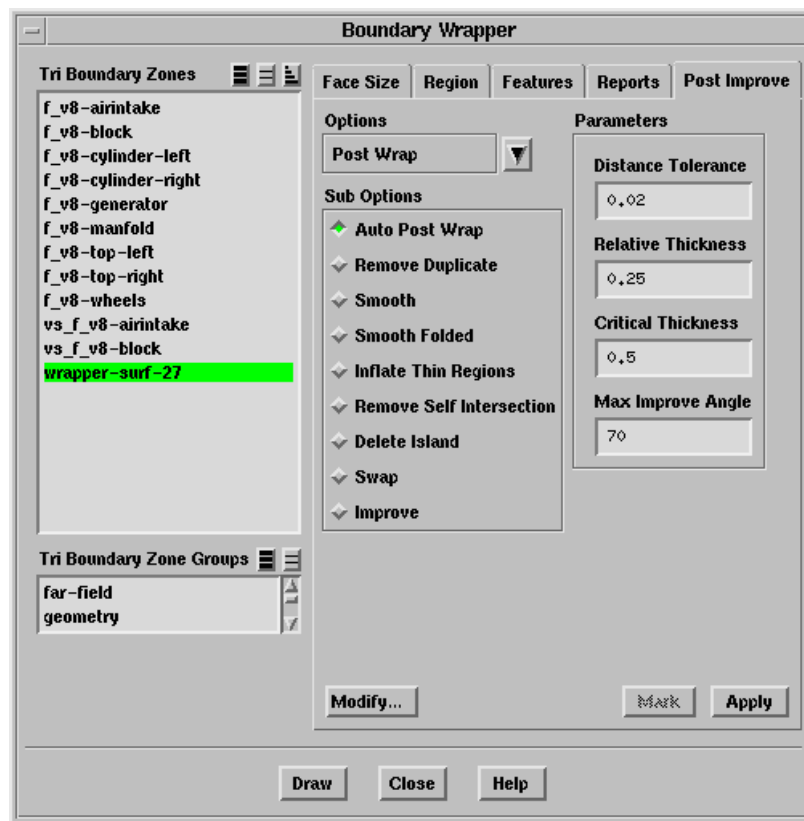 Boundary Wrapper
Tri Boundary Zones
f_v8-airintake
f_v8-block
f_v8-cylinder-left
f_v8-cylinder-right
f_v8-generator
f_v8-manfold
f_v8-top-left
f_v8-top-right
f_v8-wheels
vs_f_v8-airintake
vs_f_v8-block
wrapper-surf-27
Tri Boundary Zone Groups
far-field
geometry
Face Size
Region
Features
Reports
Post Improve
Options
Post Wrap
Sub Options
Auto Post Wrap
Remove Duplicate
Smooth
Smooth Folded
Inflate Thin Regions
Remove Self Intersection
Delete Island
Swap
Improve
Parameters
Distance Tolerance
0.02
Relative Thickness
0.25
Critical Thickness
0.5
Max Improve Angle
70
Modify...
Mark
Apply
Draw
Close
Help